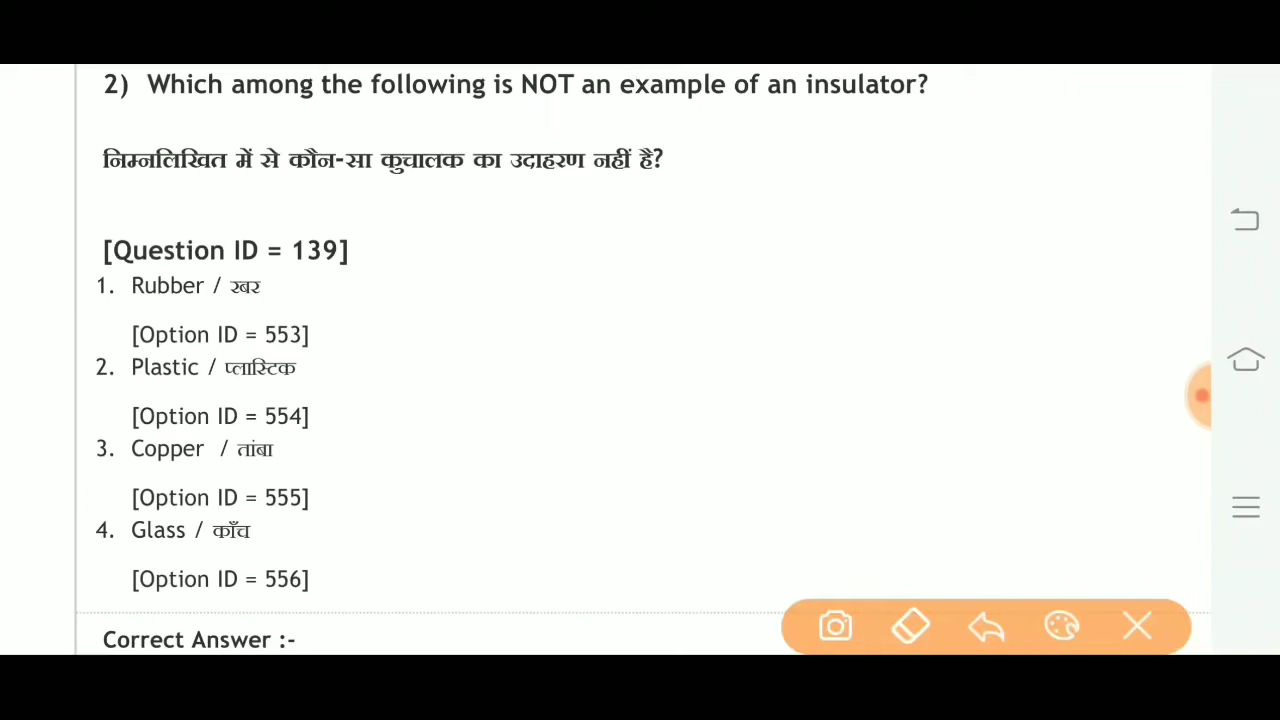 2) Which among the following is NOT an example of an insulator?
निम्नलिखित में से कौन-सा कुचालक का उदाहरण नहीं है?
[Question ID = 139]
1. Rubber / रबर
[Option ID = 553]
2. Plastic / प्लास्टिक
[Option ID = 554]
3. Copper / तांबा
[Option ID = 555]
4. Glass / काँच
[Option ID = 556]
Correct Answer :-